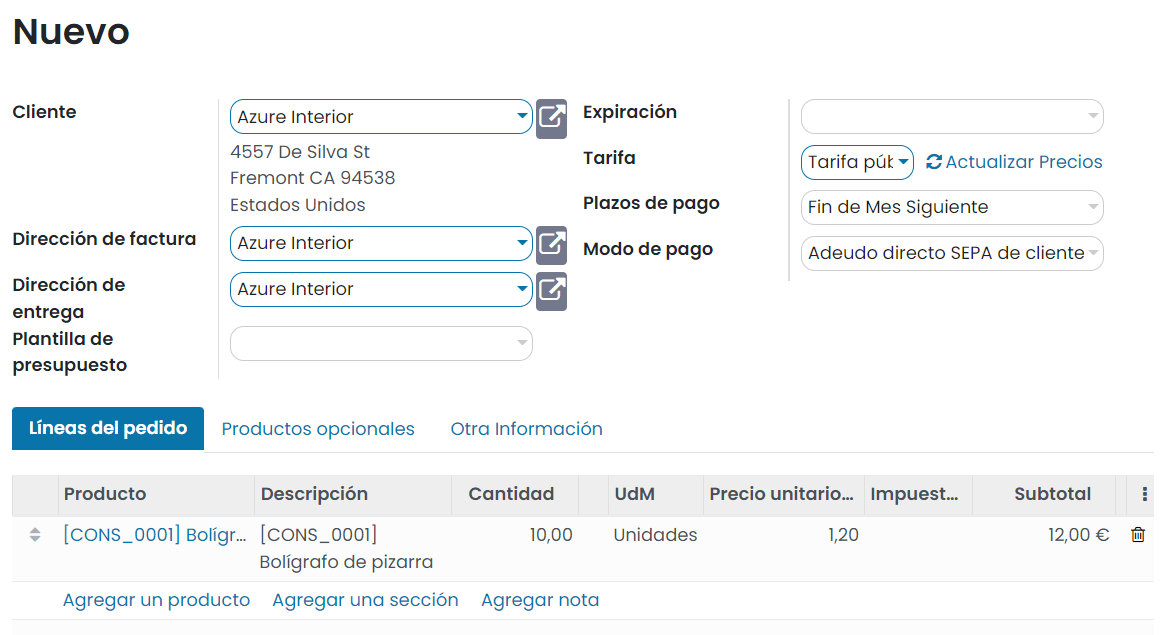 Nuevo
Cliente
Azure Interior
4557 De Silva St
Fremont CA 94538
Estados Unidos
Dirección de factura
Azure Interior
Dirección de
entrega
Azure Interior
Plantilla de
presupuesto
Expiración
Tarifa
Tarifa púb
Actualizar Precios
Plazos de pago
Fin de Mes Siguiente
Modo de pago
Adeudo directo SEPA de cliente
Líneas del pedido Productos opcionales Otra Información
Producto Descripción Cantidad UdM Precio unitario... Impuest... Subtotal
[CONS_0001] Bolígr... [CONS_0001] 10,00 Unidades 1,20 12,00 €
Bolígrafo de pizarra
Agregar un producto Agregar una sección Agregar nota